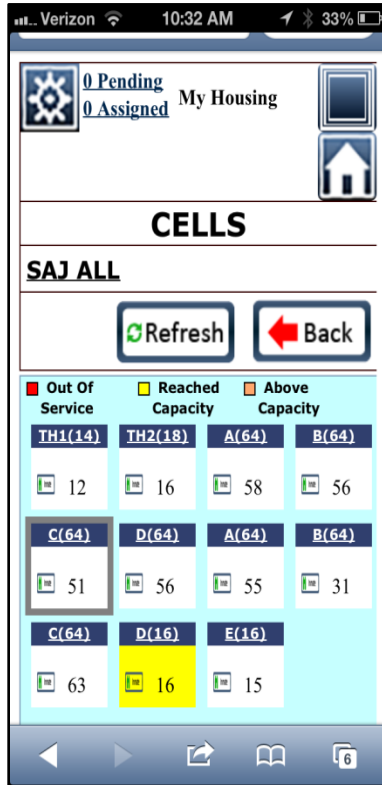 Verizon 10:32 AM 33%
0 Pending
0 Assigned
My Housing
CELLS
SAJ ALL
Refresh Back
Out Of Service
Reached Capacity
Above Capacity
TH1(14) TH2(18) A(64) B(64)
12 16 58 56
C(64) D(64) A(64) B(64)
51 56 55 31
C(64) D(16) E(16)
63 16 15
6